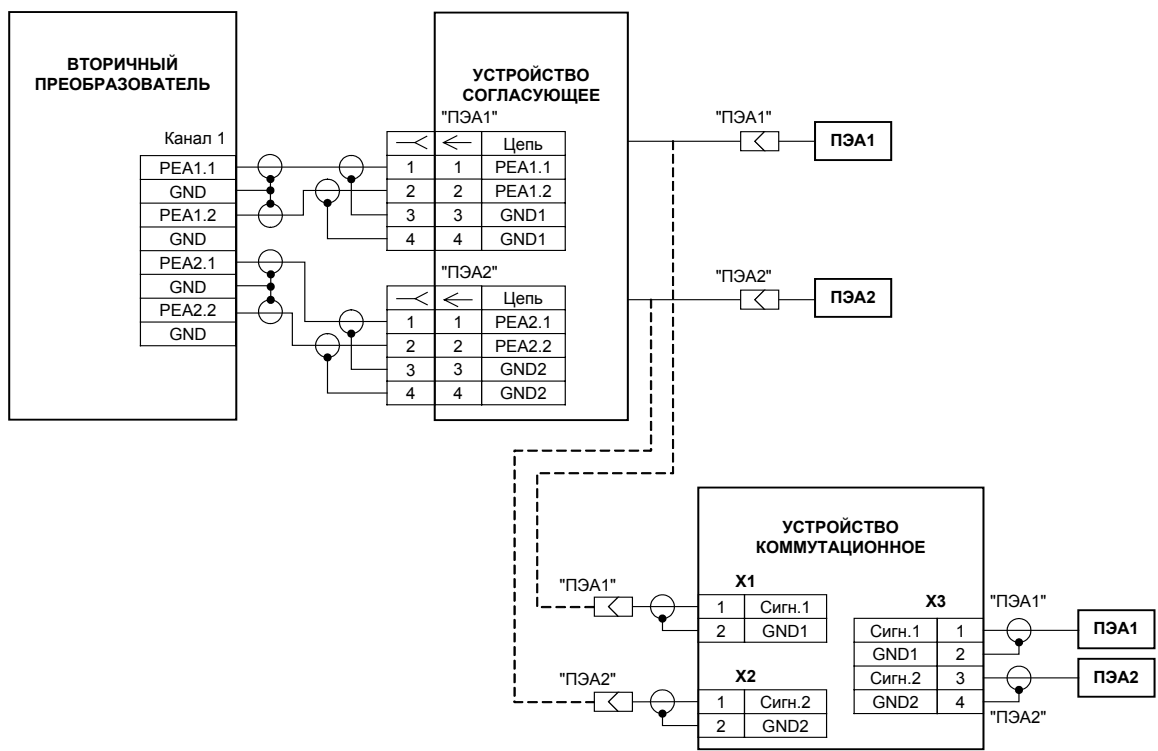 ВТОРИЧНЫЙ
ПРЕОБРАЗОВАТЕЛЬ
Канал 1
PEA1.1
GND
PEA1.2
GND
PEA2.1
GND
PEA2.2
GND
УСТРОЙСТВО
СОГЛАСУЮЩЕЕ
"ПЭА1"
Цепь
1 1 PEA1.1
2 2 PEA1.2
3 3 GND1
4 4 GND1
"ПЭА2"
Цепь
1 1 PEA2.1
2 2 PEA2.2
3 3 GND2
4 4 GND2
"ПЭА1"
ПЭА1
"ПЭА2"
ПЭА2
УСТРОЙСТВО
КОММУТАЦИОННОЕ
"ПЭА1"
X1
1 Сигн.1
2 GND1
"ПЭА2"
X2
1 Сигн.2
2 GND2
X3
Сигн.1 1
GND1 2
Сигн.2 3
GND2 4
"ПЭА1"
ПЭА1
ПЭА2
"ПЭА2"